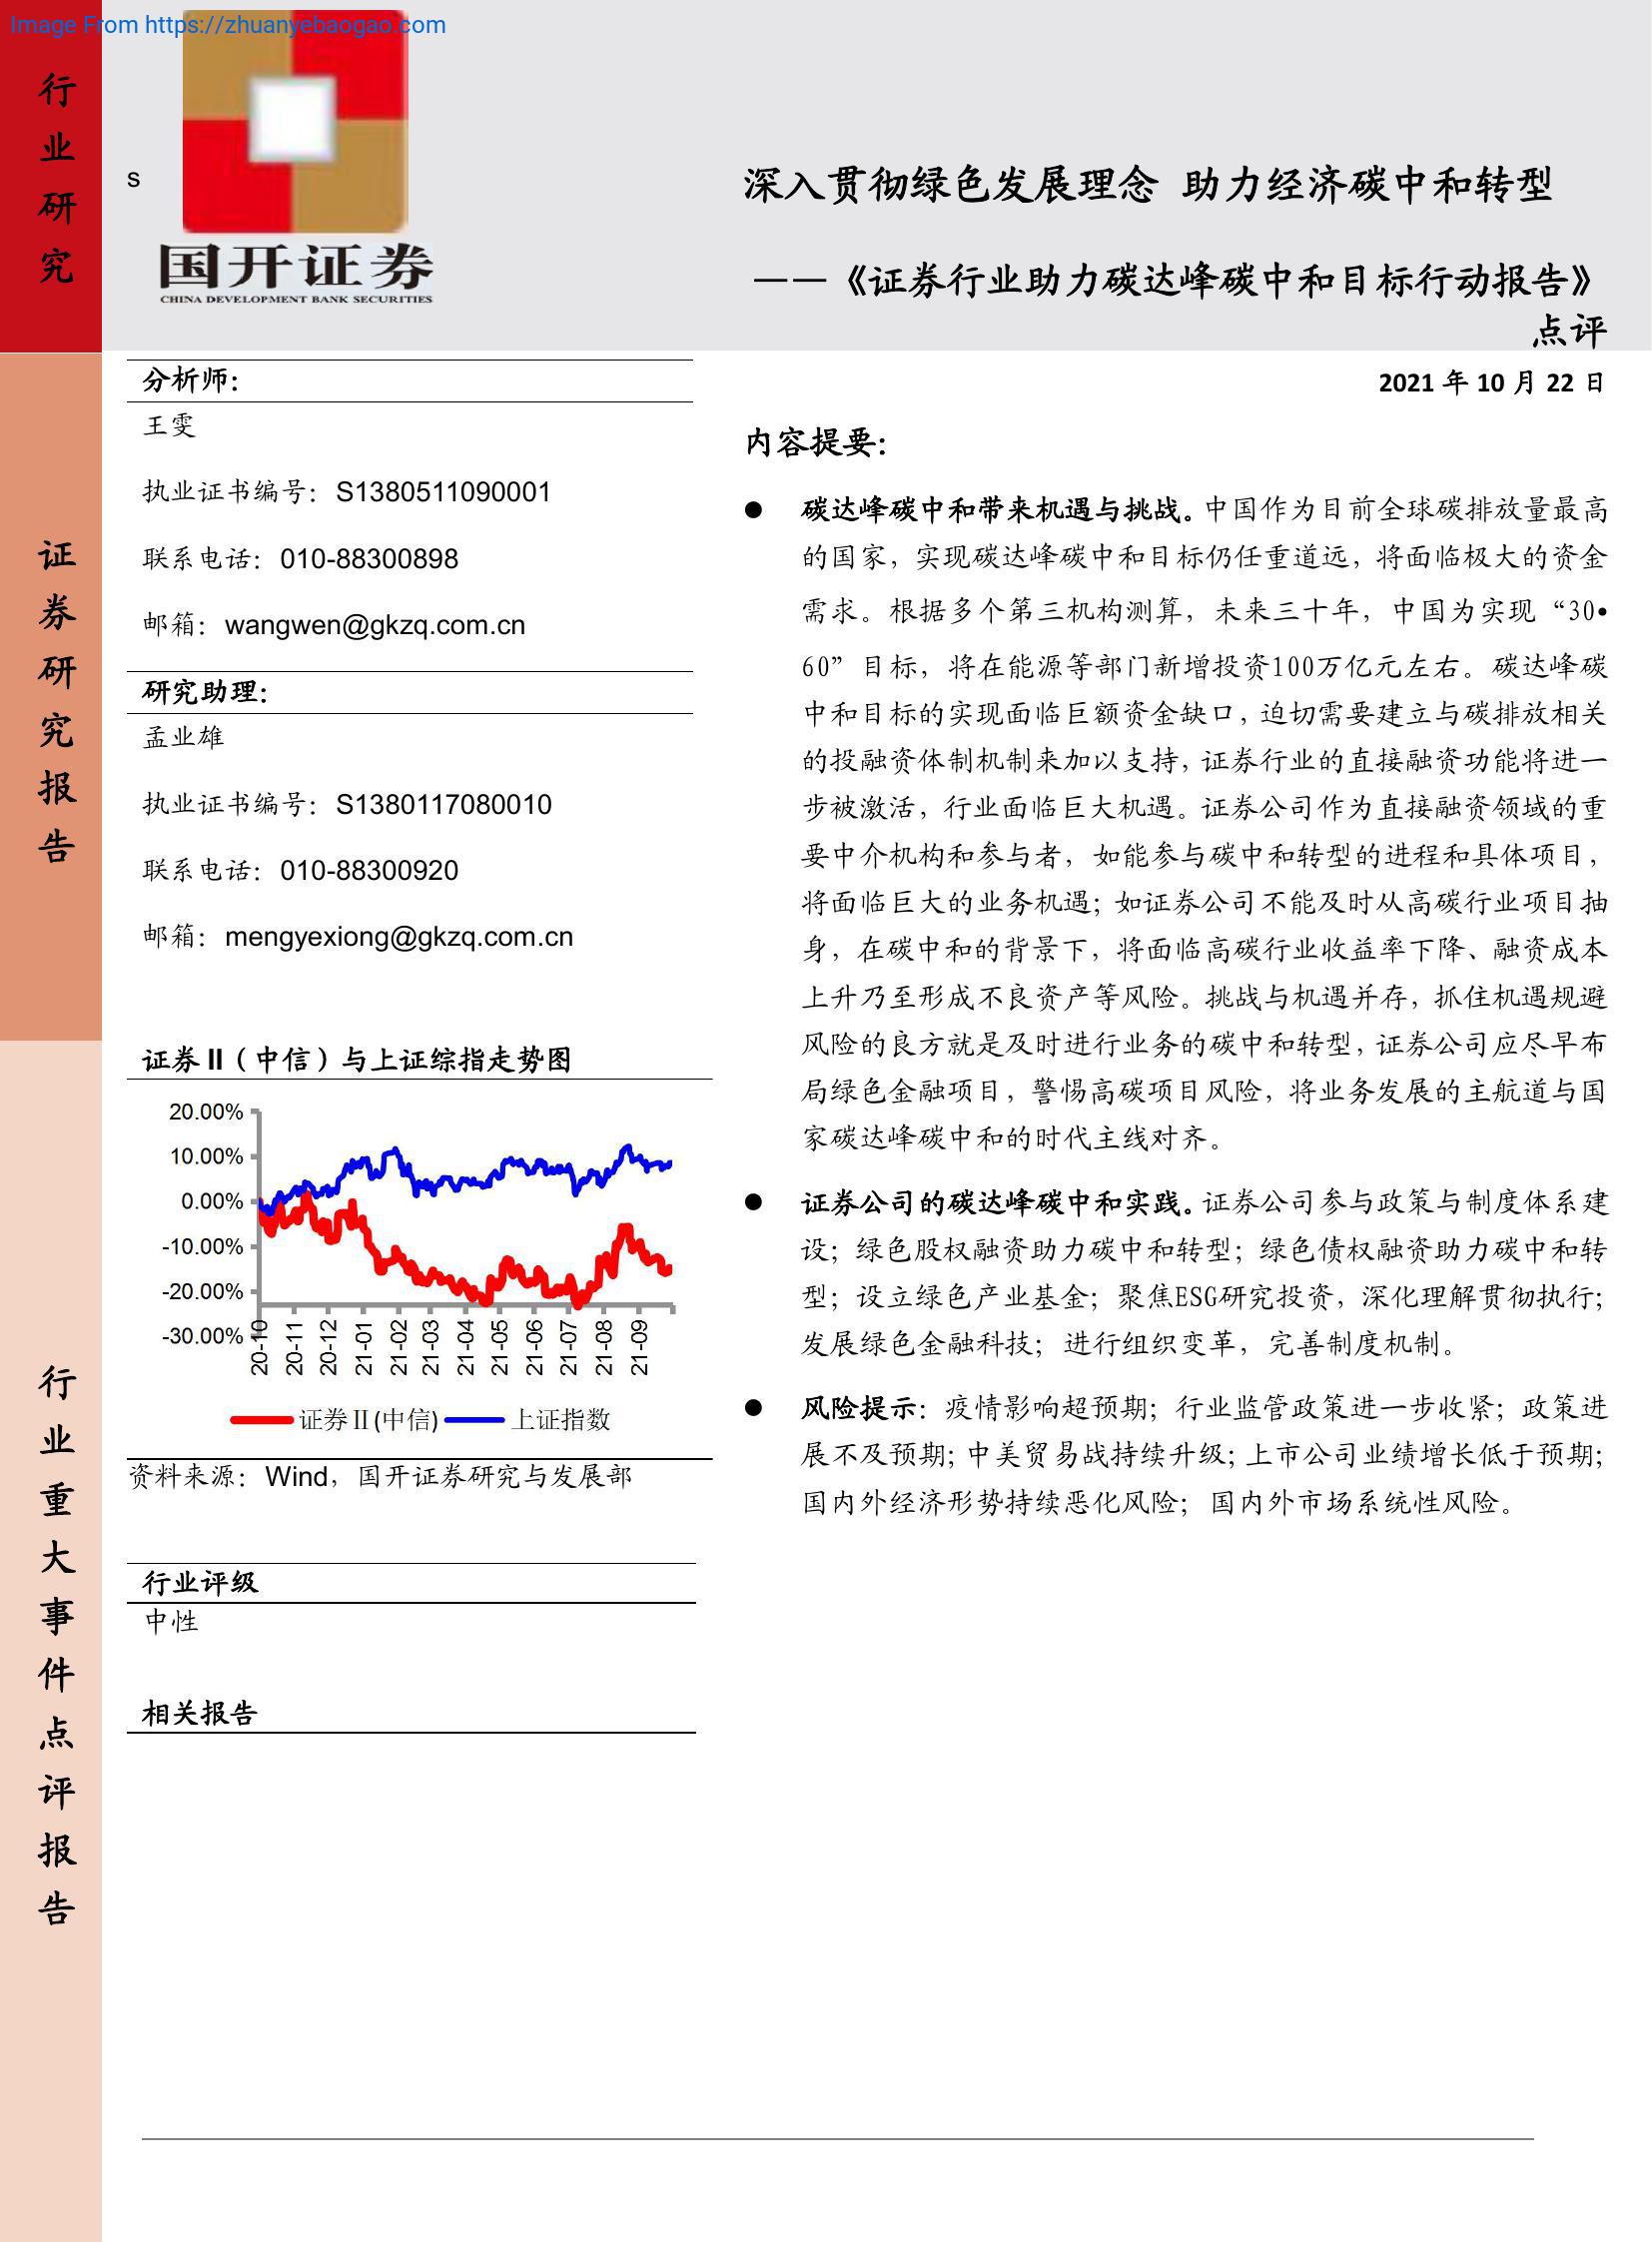 Image From https://zhuanyebaogao.com
行业研究
证券研究报告
行业重大事件点评报告
s
国开证券
CHINA DEVELOPMENT BANK SECURITIES
深入贯彻绿色发展理念 助力经济碳中和转型
——《证券行业助力碳达峰碳中和目标行动报告》
点评
分析师：
王雯
执业证书编号：S1380511090001
联系电话：010-88300898
邮箱：wangwen@gkzq.com.cn
研究助理：
孟业雄
执业证书编号：S1380117080010
联系电话：010-88300920
邮箱：mengyexiong@gkzq.com.cn
证券 II（中信）与上证综指走势图
20.00%
10.00%
0.00%
-10.00%
-20.00%
-30.00%
20-10
20-11
20-12
21-01
21-02
21-03
21-04
21-05
21-06
21-07
21-08
21-09
证券Ⅱ(中信)
上证指数
资料来源：Wind，国开证券研究与发展部
行业评级
中性
相关报告
2021 年 10 月 22 日
内容提要：
● 碳达峰碳中和带来机遇与挑战。中国作为目前全球碳排放量最高
的国家，实现碳达峰碳中和目标仍任重道远，将面临极大的资金
需求。根据多个第三机构测算，未来三十年，中国为实现“30•
60”目标，将在能源等部门新增投资100万亿元左右。碳达峰碳
中和目标的实现面临巨额资金缺口，迫切需要建立与碳排放相关
的投融资体制机制来加以支持，证券行业的直接融资功能将进一
步被激活，行业面临巨大机遇。证券公司作为直接融资领域的重
要中介机构和参与者，如能参与碳中和转型的进程和具体项目，
将面临巨大的业务机遇；如证券公司不能及时从高碳行业项目抽
身，在碳中和的背景下，将面临高碳行业收益率下降、融资成本
上升乃至形成不良资产等风险。挑战与机遇并存，抓住机遇规避
风险的良方就是及时进行业务的碳中和转型，证券公司应尽早布
局绿色金融项目，警惕高碳项目风险，将业务发展的主航道与国
家碳达峰碳中和的时代主线对齐。
● 证券公司的碳达峰碳中和实践。证券公司参与政策与制度体系建
设；绿色股权融资助力碳中和转型；绿色债权融资助力碳中和转
型；设立绿色产业基金；聚焦ESG研究投资，深化理解贯彻执行；
发展绿色金融科技；进行组织变革，完善制度机制。
● 风险提示：疫情影响超预期；行业监管政策进一步收紧；政策进
展不及预期；中美贸易战持续升级；上市公司业绩增长低于预期；
国内外经济形势持续恶化风险；国内外市场系统性风险。